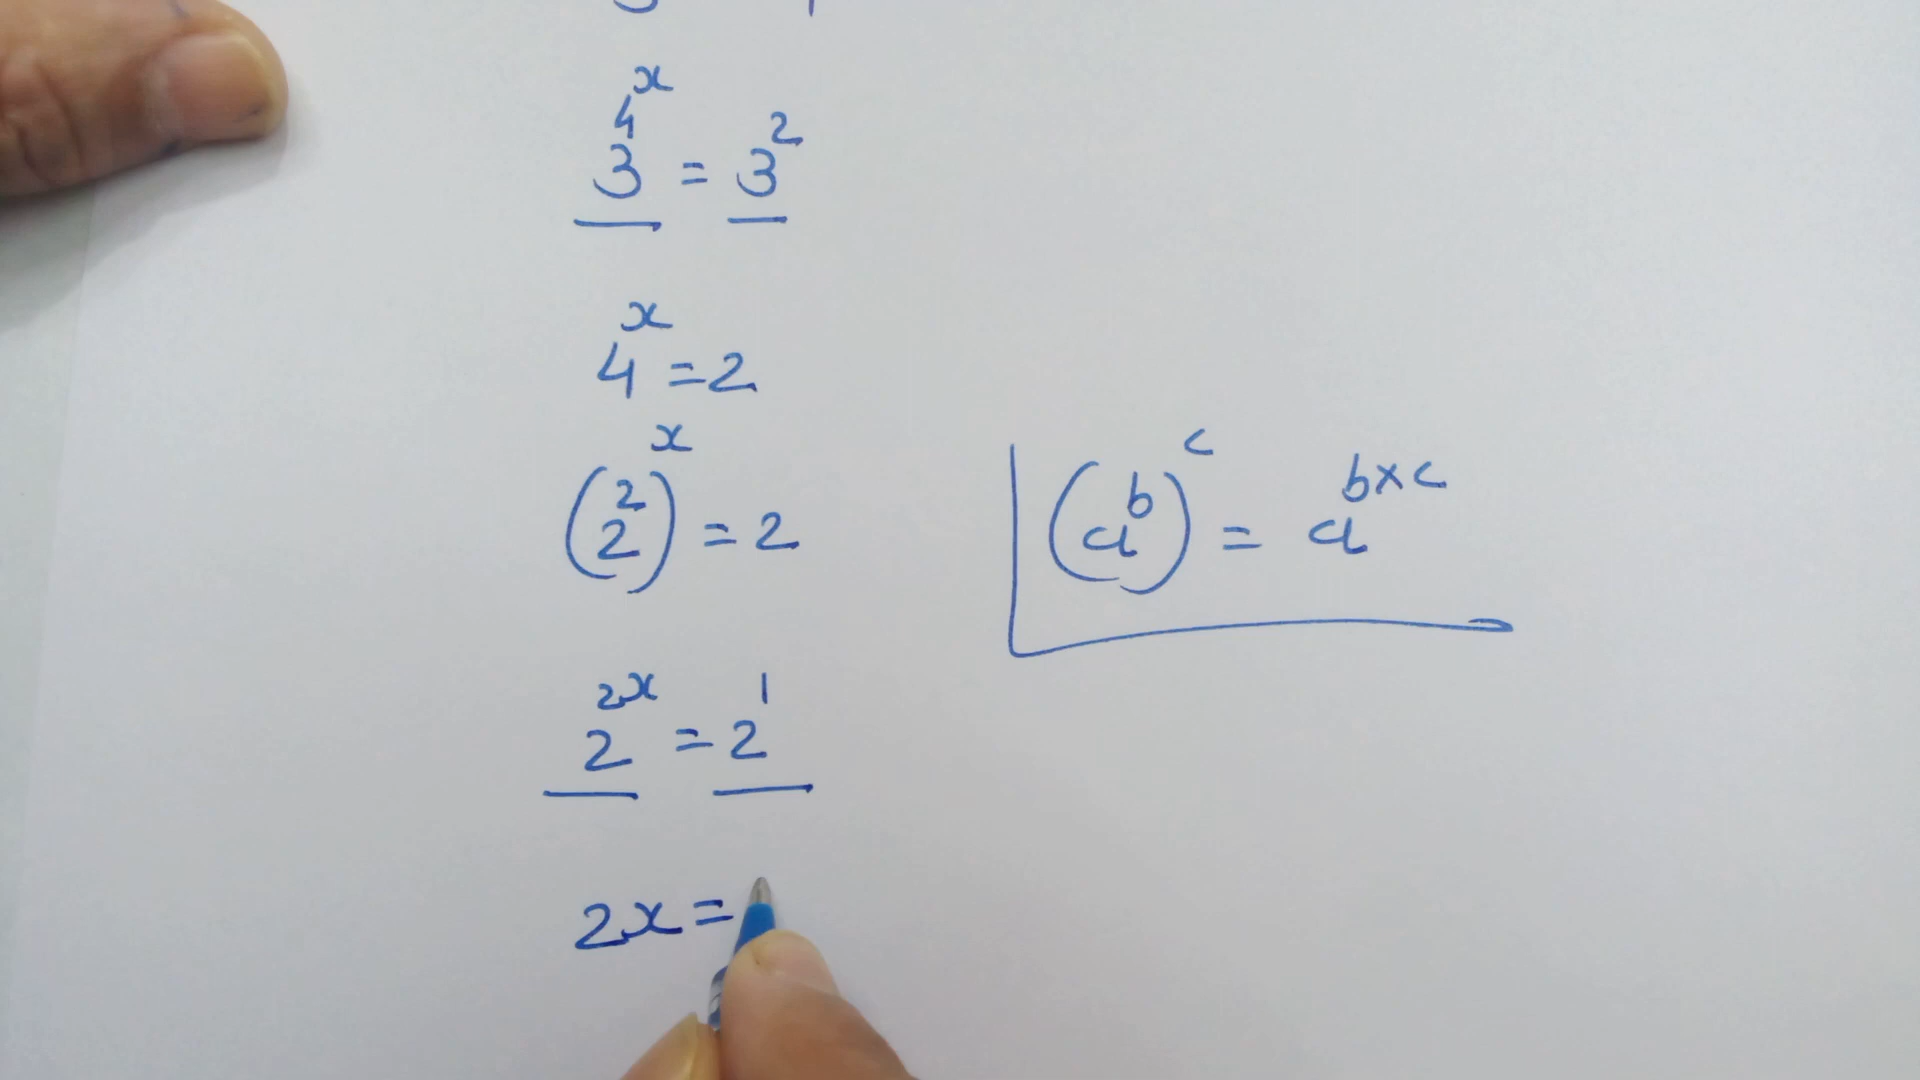 3^4^x = 3^2
4^x = 2
(2^2)^x = 2
(a^b)^c = a^b×c
2^2x = 2^1
2x =